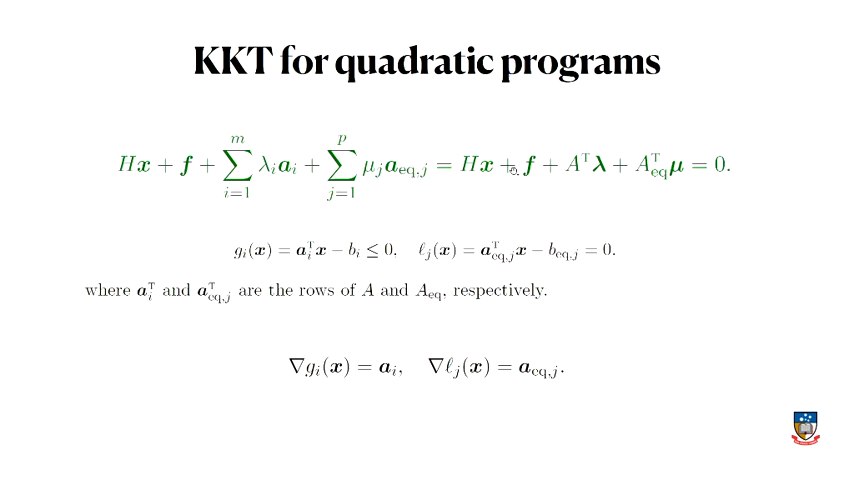 KKT for quadratic programs
Hx + f + ∑_{i=1}^{m} λ_i a_i + ∑_{j=1}^{p} μ_j a_{eq,j} = Hx + f + A^⊤λ + A_{eq}^⊤μ = 0.
g_i(x) = a_i^⊤x − b_i ≤ 0, ℓ_j(x) = a_{eq,j}^⊤x − b_{eq,j} = 0.
where a_i^⊤ and a_{eq,j}^⊤ are the rows of A and A_{eq}, respectively.
∇g_i(x) = a_i, ∇ℓ_j(x) = a_{eq,j}.